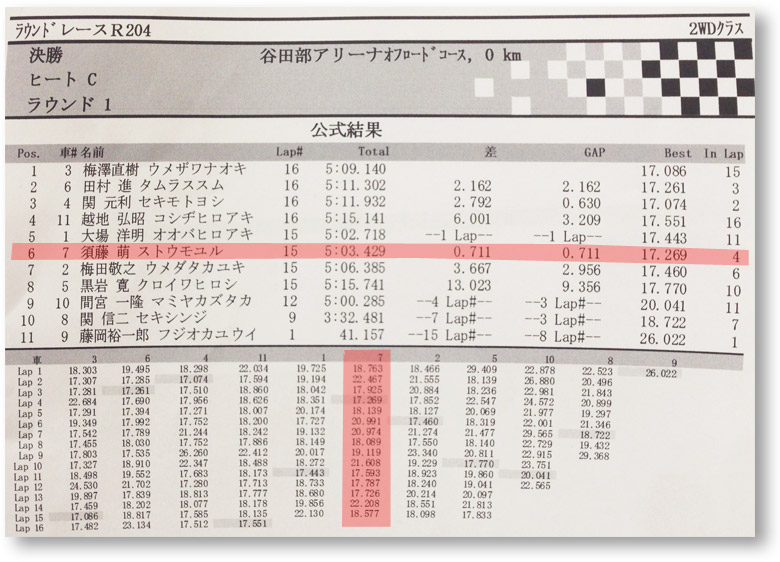 ラウンドレースR204 2WDクラス
決勝 谷田部アリーナオフロードコース, 0 km
ヒート C
ラウンド 1
公式結果
Pos. 車# 名前 Lap# Total 差 GAP Best In Lap
1 3 梅澤直樹 ウメザワナオキ 16 5:09.140 17.086 15
2 6 田村 進 タムラススム 16 5:11.302 2.162 2.162 17.261 3
3 4 関 元利 セキモトヨシ 16 5:11.932 2.792 0.630 17.074 2
4 11 越地 弘昭 コシヂヒロアキ 16 5:15.141 6.001 3.209 17.551 16
5 1 大場 洋明 オオバヒロアキ 15 5:02.718 --1 Lap-- --1 Lap-- 17.443 11
6 7 須藤 萌 ストウモユル 15 5:03.429 0.711 0.711 17.269 4
7 2 梅田敬之 ウメダタカユキ 15 5:06.385 3.667 2.956 17.460 6
8 5 黒岩 寛 クロイワヒロシ 15 5:15.741 13.023 9.356 17.770 10
9 10 間宮 一隆 マミヤカズタカ 12 5:00.285 --4 Lap#-- --3 Lap#-- 20.041 11
10 8 関 信二 セキシンジ 9 3:32.481 --7 Lap#-- --3 Lap#-- 18.722 7
11 9 藤岡裕一郎 フジオカユウイ 1 41.157 --15 Lap#-- --8 Lap#-- 26.022 1
車 3 6 4 11 1 7 2 5 10 8 9
Lap 1 18.303 19.495 18.298 22.034 19.725 18.763 18.466 29.409 22.878 22.523 26.022
Lap 2 17.307 18.285 17.074 17.594 19.194 22.467 21.555 18.139 26.880 20.496
Lap 3 17.281 17.261 17.510 18.860 18.042 17.925 20.884 18.236 22.981 21.843
Lap 4 22.684 17.690 17.956 18.626 18.351 17.269 17.852 22.547 24.572 20.899
Lap 5 17.291 17.394 17.271 18.007 20.174 18.139 18.127 20.069 21.977 19.297
Lap 6 19.349 17.992 17.752 18.200 17.727 20.991 17.460 18.319 22.001 21.346
Lap 7 17.542 17.789 21.244 18.242 19.132 20.974 21.274 21.477 29.565 18.722
Lap 8 17.455 18.030 17.752 17.886 18.149 18.089 17.550 18.140 22.729 19.432
Lap 9 17.803 17.535 26.260 22.412 20.017 19.119 23.340 20.811 22.915 29.368
Lap 10 17.327 18.910 22.347 18.488 18.272 21.608 19.229 17.770 23.751
Lap 11 18.498 19.552 17.683 18.173 17.443 17.593 18.923 19.860 20.041
Lap 12 24.530 21.702 17.280 17.713 18.983 17.787 18.240 19.041 22.565
Lap 13 19.897 17.839 18.813 17.777 18.680 17.726 20.214 20.097
Lap 14 17.459 18.202 18.077 18.178 19.856 22.208 18.551 21.813
Lap 15 17.086 18.817 17.585 18.135 22.130 18.577 18.098 17.833
Lap 16 17.482 23.134 17.512 17.551